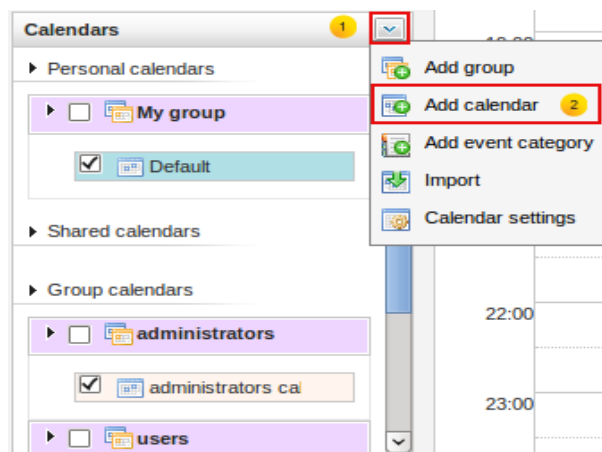 Calendars 1
Personal calendars
My group
Default
Shared calendars
Group calendars
administrators
administrators cal
users
Add group
Add calendar 2
Add event category
Import
Calendar settings
22:00
23:00